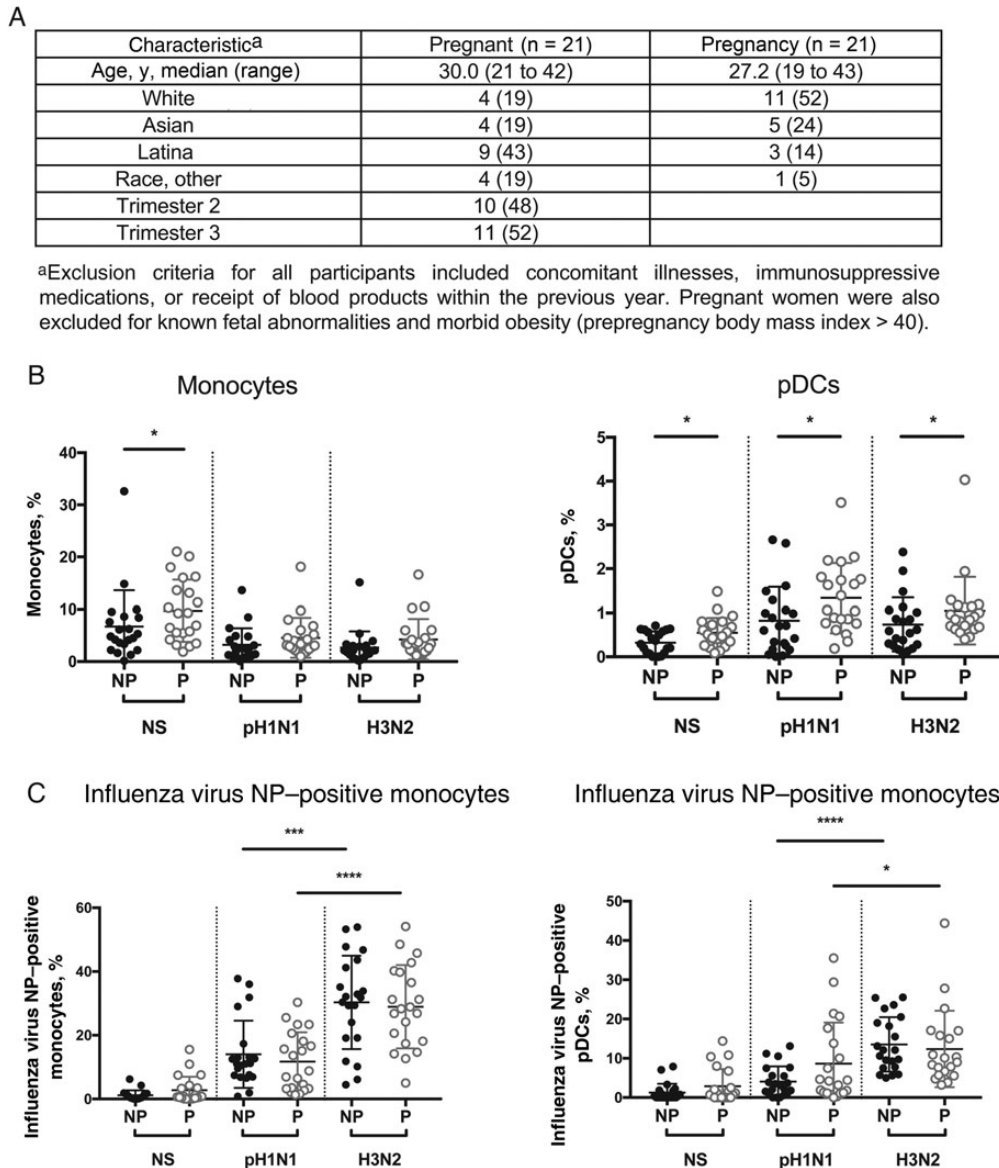 A
Characteristicᵃ Pregnant (n = 21) Pregnancy (n = 21)
Age, y, median (range) 30.0 (21 to 42) 27.2 (19 to 43)
White 4 (19) 11 (52)
Asian 4 (19) 5 (24)
Latina 9 (43) 3 (14)
Race, other 4 (19) 1 (5)
Trimester 2 10 (48)
Trimester 3 11 (52)
ᵃExclusion criteria for all participants included concomitant illnesses, immunosuppressive
medications, or receipt of blood products within the previous year. Pregnant women were also
excluded for known fetal abnormalities and morbid obesity (prepregnancy body mass index > 40).
B
Monocytes
*
Monocytes, %
40
30
20
10
0
NP P NP P NP P
NS pH1N1 H3N2
pDCs
* * *
pDCs, %
5
4
3
2
1
0
NP P NP P NP P
NS pH1N1 H3N2
C
Influenza virus NP–positive monocytes
***
****
Influenza virus NP–positive
monocytes, %
60
40
20
0
NP P NP P NP P
NS pH1N1 H3N2
Influenza virus NP–positive monocytes
****
*
Influenza virus NP–positive
pDCs, %
50
40
30
20
10
0
NP P NP P NP P
NS pH1N1 H3N2